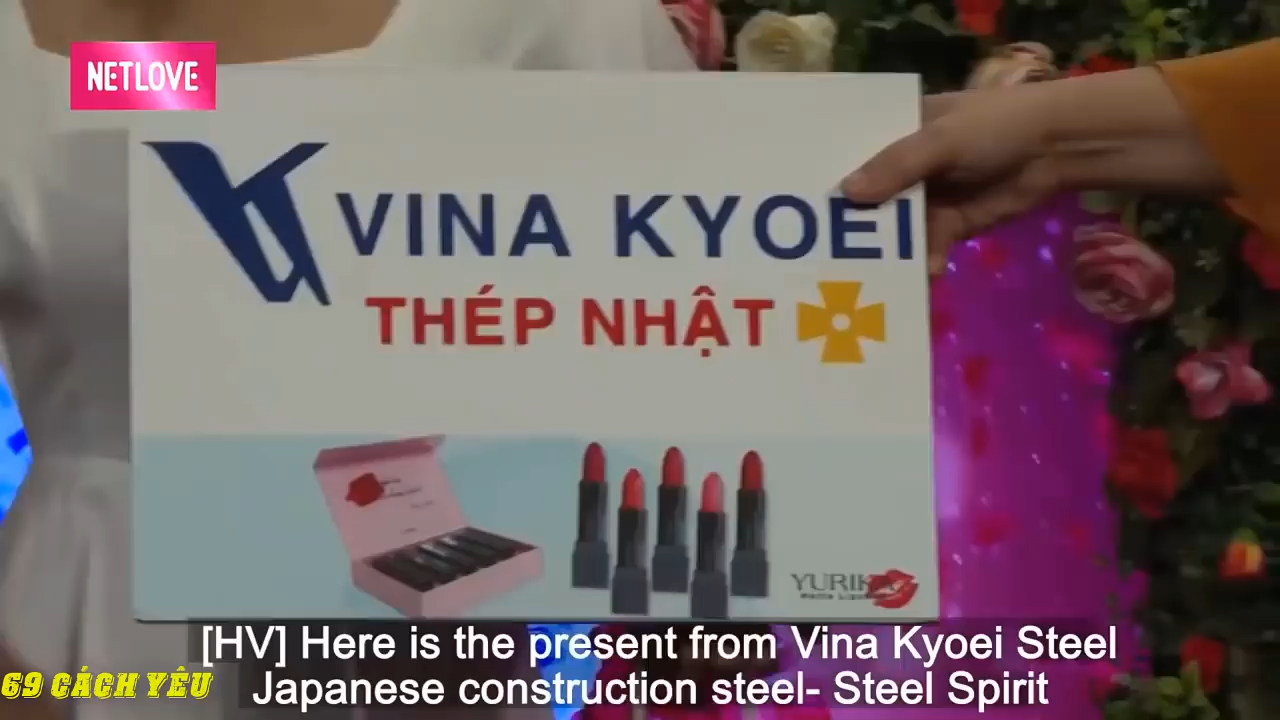 NETLOVE
VINA KYOEI
THÉP NHẬT
YURIKA
[HV] Here is the present from Vina Kyoei Steel
Japanese construction steel- Steel Spirit
69 CÁCH YÊU